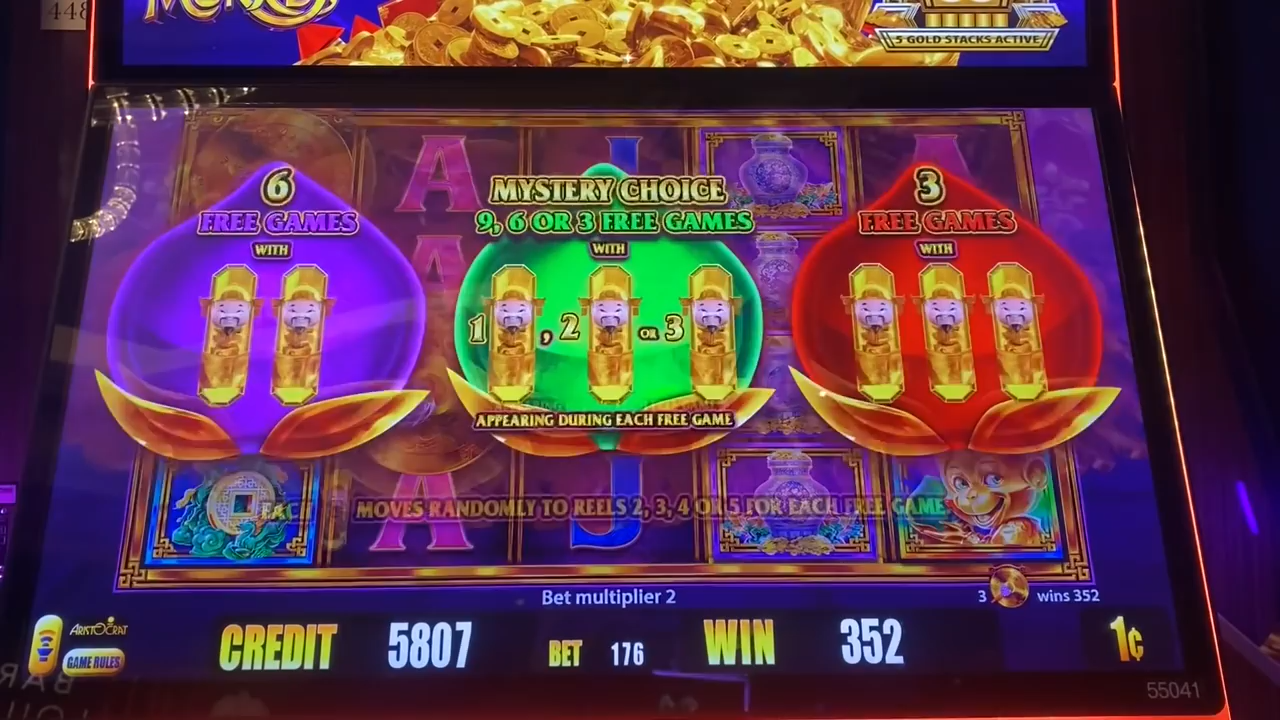 448
MONKEY
5 GOLD STACKS ACTIVE
6
FREE GAMES
WITH
MYSTERY CHOICE
9, 6 OR 3 FREE GAMES
WITH
1, 2 OR 3
APPEARING DURING EACH FREE GAME
3
FREE GAMES
WITH
A
J
A
A
A
J
EACH MOVES RANDOMLY TO REELS 2, 3, 4 OR 5 FOR EACH FREE GAME
Bet multiplier 2
3 wins 352
ARISTOCRAT
GAME RULES
CREDIT 5807
BET 176
WIN 352
1¢
55041